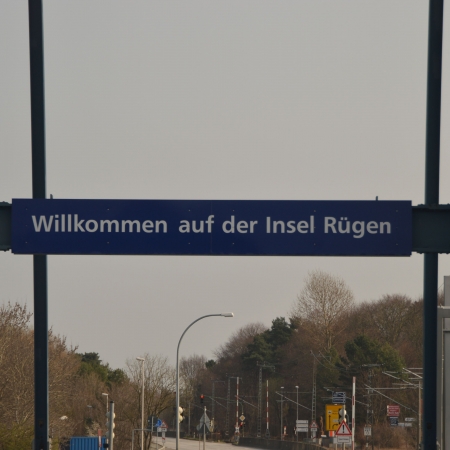 Willkommen auf der Insel Rügen